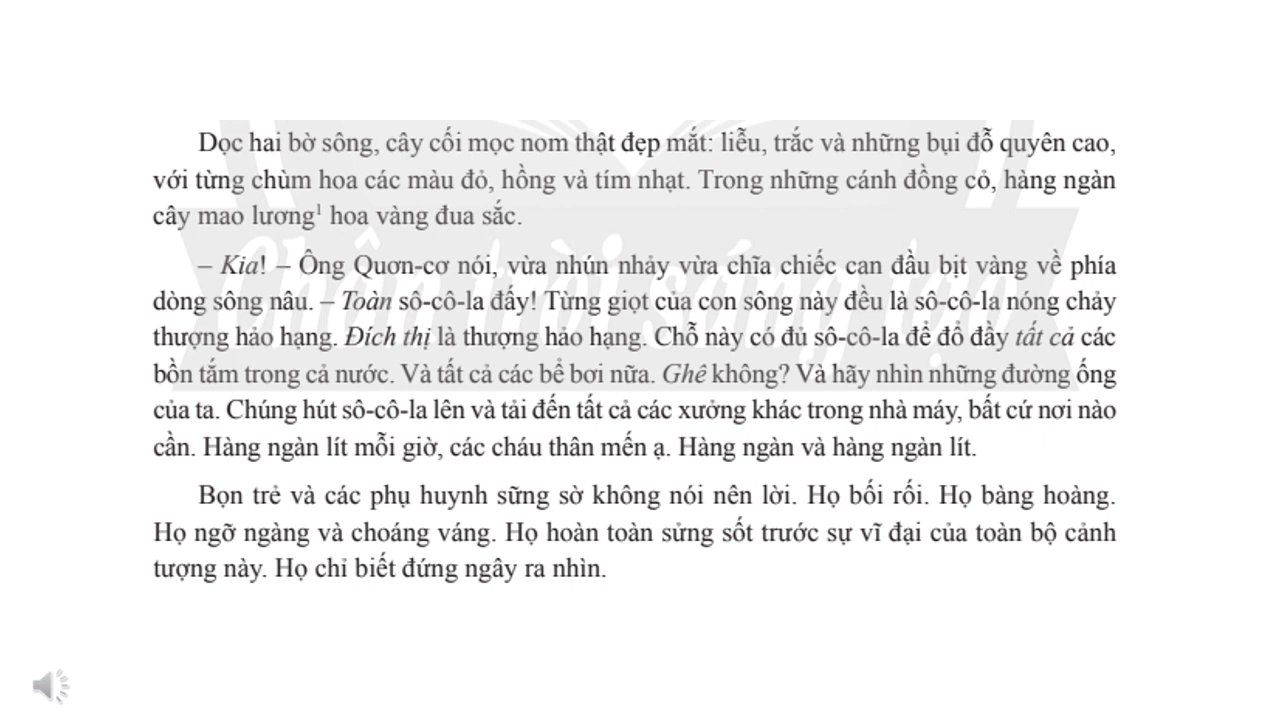 Dọc hai bờ sông, cây cối mọc nom thật đẹp mắt: liễu, trắc và những bụi đỗ quyên cao,
với từng chùm hoa các màu đỏ, hồng và tím nhạt. Trong những cánh đồng cỏ, hàng ngàn
cây mao lương¹ hoa vàng đua sắc.
– Kia! – Ông Quơn-cơ nói, vừa nhún nhảy vừa chĩa chiếc can đầu bịt vàng về phía
dòng sông nâu. – Toàn sô-cô-la đấy! Từng giọt của con sông này đều là sô-cô-la nóng chảy
thượng hảo hạng. Đích thị là thượng hảo hạng. Chỗ này có đủ sô-cô-la để đổ đầy tất cả các
bồn tắm trong cả nước. Và tất cả các bể bơi nữa. Ghê không? Và hãy nhìn những đường ống
của ta. Chúng hút sô-cô-la lên và tải đến tất cả các xưởng khác trong nhà máy, bất cứ nơi nào
cần. Hàng ngàn lít mỗi giờ, các cháu thân mến ạ. Hàng ngàn và hàng ngàn lít.
Bọn trẻ và các phụ huynh sững sờ không nói nên lời. Họ bối rối. Họ bàng hoàng.
Họ ngỡ ngàng và choáng váng. Họ hoàn toàn sửng sốt trước sự vĩ đại của toàn bộ cảnh
tượng này. Họ chỉ biết đứng ngây ra nhìn.
Chân trời sáng tạo